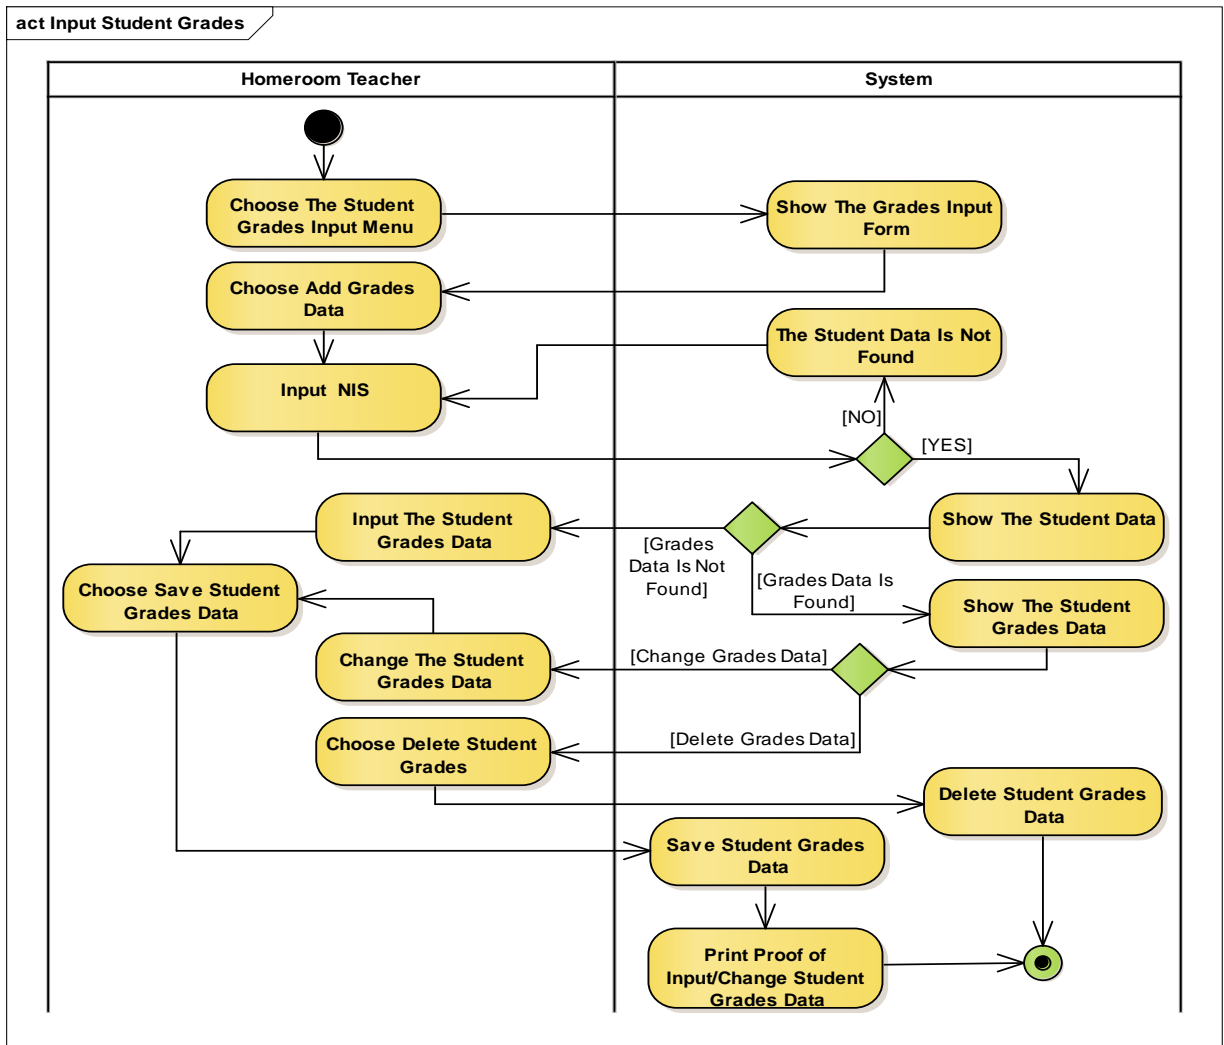 act Input Student Grades
Homeroom Teacher
System
Choose The Student
Grades Input Menu
Show The Grades Input
Form
Choose Add Grades
Data
The Student Data Is Not
Found
Input NIS
[NO]
[YES]
Input The Student
Grades Data
Show The Student Data
[Grades
Data Is Not
Found]
[Grades Data Is
Found]
Choose Save Student
Grades Data
Show The Student
Grades Data
Change The Student
Grades Data
[Change Grades Data]
Choose Delete Student
Grades
[Delete Grades Data]
Delete Student Grades
Data
Save Student Grades
Data
Print Proof of
Input/Change Student
Grades Data